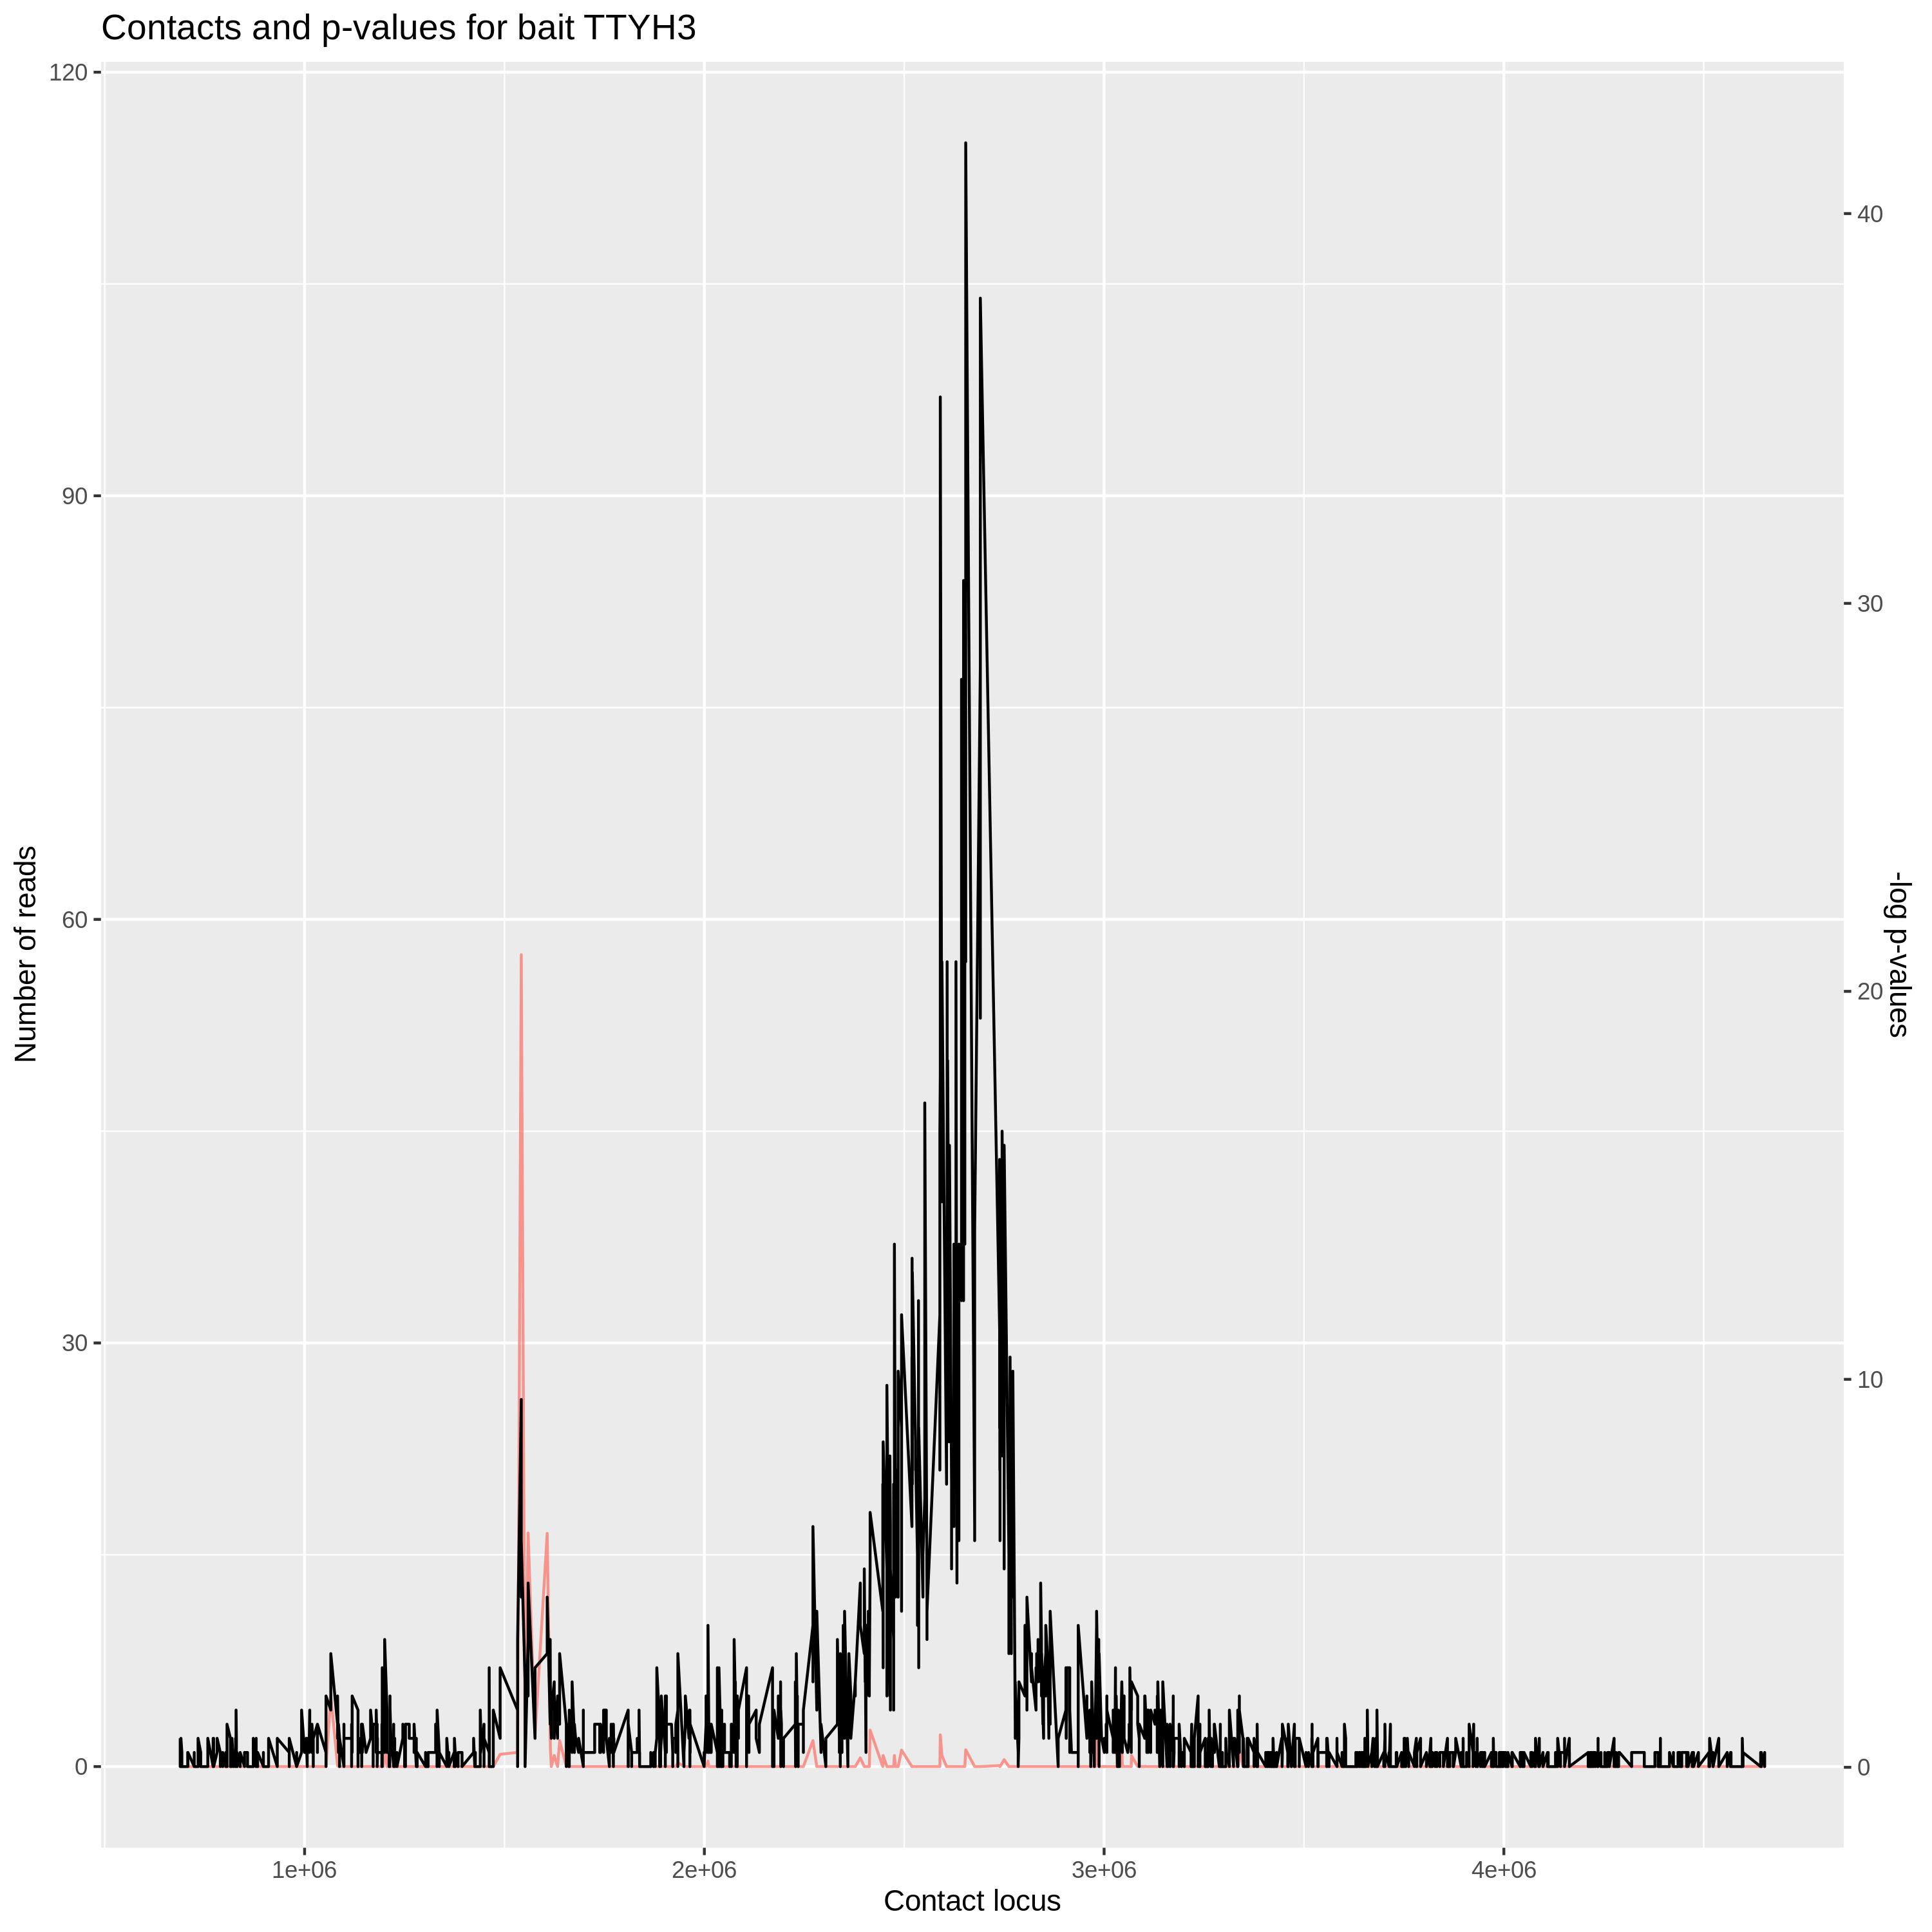 Contacts and p-values for bait TTYH3
120
90
60
30
0
Number of reads
40
30
20
10
0
-log p-values
1e+06
2e+06
3e+06
4e+06
Contact locus